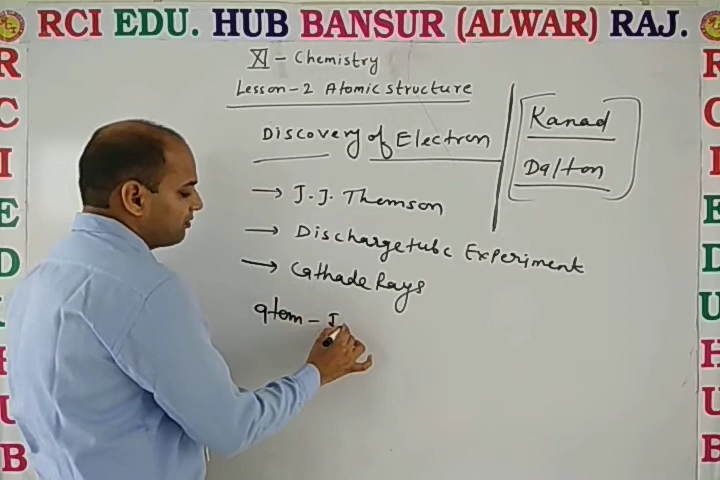 RCI EDU. HUB BANSUR (ALWAR) RAJ.
XI - Chemistry
Lesson-2 Atomic structure
Discovery of Electron
Kanad
Dalton
→ J.J. Themson
→ Dischargetube Experiment
→ Cathade Rays
atom - I
R
C
I
E
D
H
U
B
R
C
I
E
D
U
H
U
B